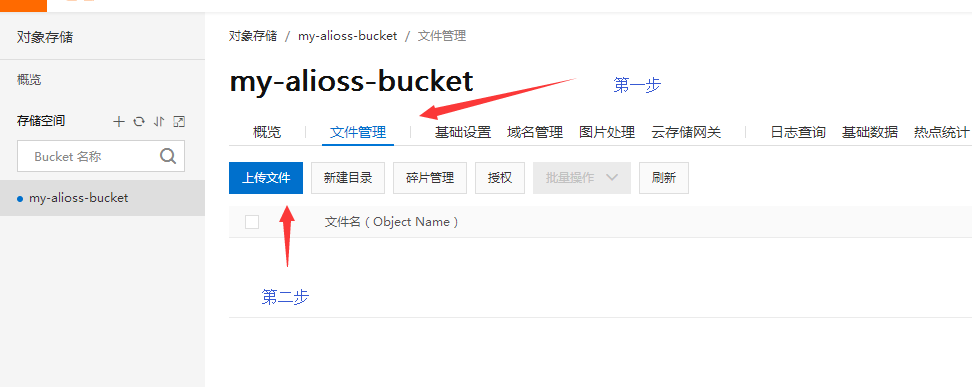 对象存储
概览
存储空间
Bucket 名称
my-alioss-bucket
对象存储 / my-alioss-bucket / 文件管理
my-alioss-bucket
第一步
概览 文件管理 基础设置 域名管理 图片处理 云存储网关 日志查询 基础数据 热点统计
上传文件 新建目录 碎片管理 授权 批量操作 刷新
文件名（Object Name）
第二步